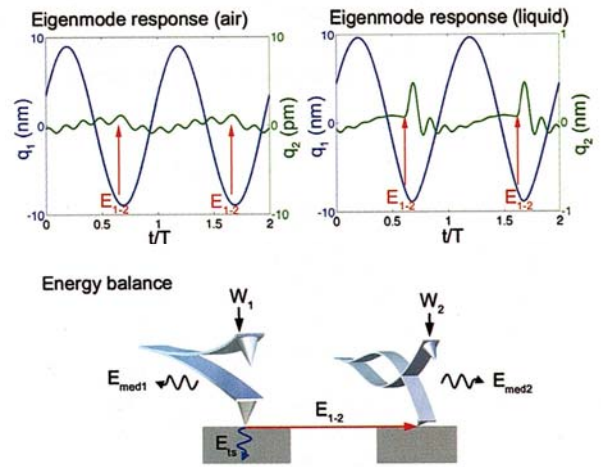 Eigenmode response (air)
Eigenmode response (liquid)
10
0
-10
q₁ (nm)
10
0
-10
q₂ (pm)
E₁₋₂
E₁₋₂
0
0.5
1
1.5
2
t/T
10
0
-10
q₁ (nm)
1
0
-1
q₂ (nm)
E₁₋₂
E₁₋₂
0
0.5
1
1.5
2
t/T
Energy balance
W₁
W₂
Emed1
Emed2
E₁₋₂
Ets